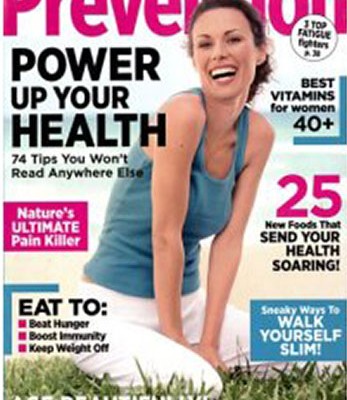 Prevention
3 TOP
FATIGUE
fighters
p. 38
POWER
UP YOUR
HEALTH
74 Tips You Won't
Read Anywhere Else
BEST
VITAMINS
for women
40+
Nature's
ULTIMATE
Pain Killer
25
New Foods That
SEND YOUR
HEALTH
SOARING!
EAT TO:
Beat Hunger
Boost Immunity
Keep Weight Off
Sneaky Ways To
WALK
YOURSELF
SLIM!
AGE BEAUTIFULLY!